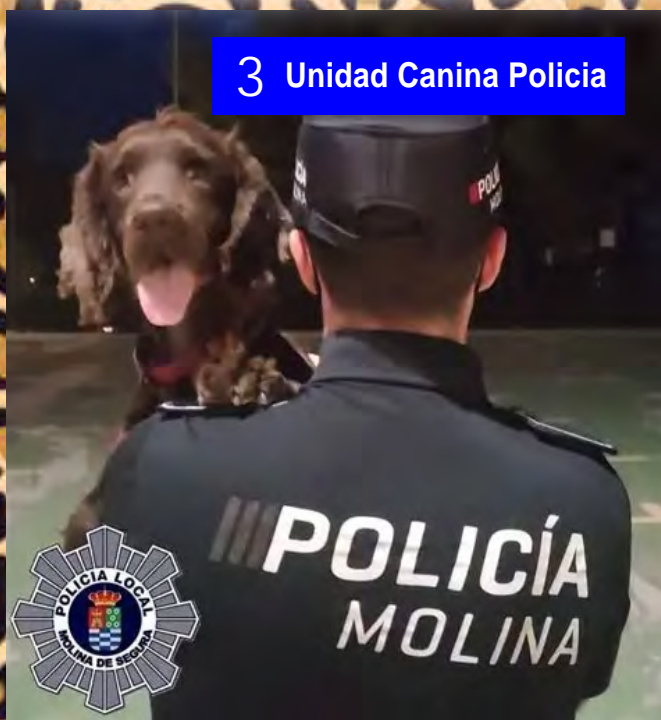 3 Unidad Canina Policia
POLICÍA
MOLINA
POLICIA LOCAL
MOLINA DE SEGURA